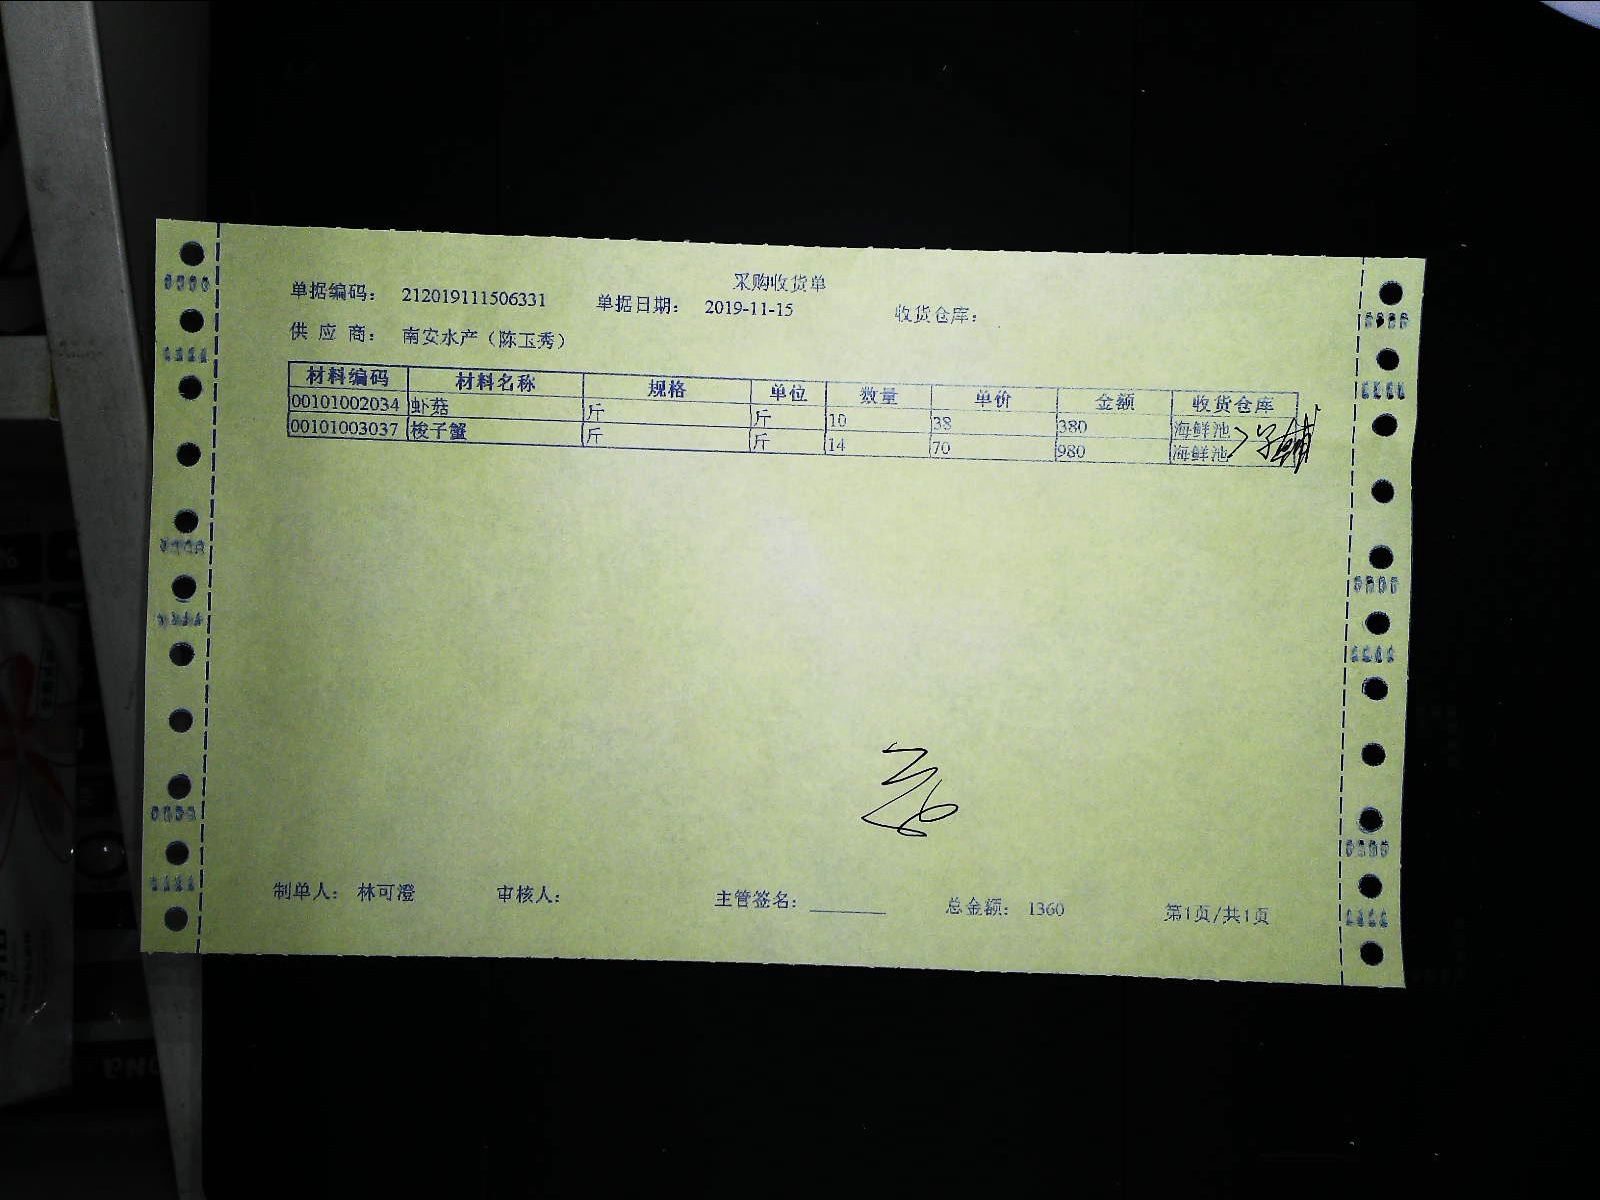 采购收货单
单据编码： 212019111506331 单据日期： 2019-11-15 收货仓库：
供 应 商： 南安水产（陈玉秀）
材料编码 材料名称 规格 单位 数量 单价 金额 收货仓库
00101002034 虾菇 斤 斤 10 38 380 海鲜池
00101003037 梭子蟹 斤 斤 14 70 980 海鲜池
制单人： 林可澄 审核人： 主管签名： ________ 总金额： 1360 第1页/共1页